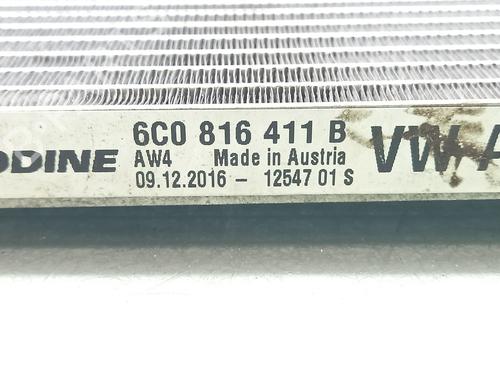 6C0 816 411 B
ODINE AW4 Made in Austria VW A
09.12.2016 - 12547 01 S